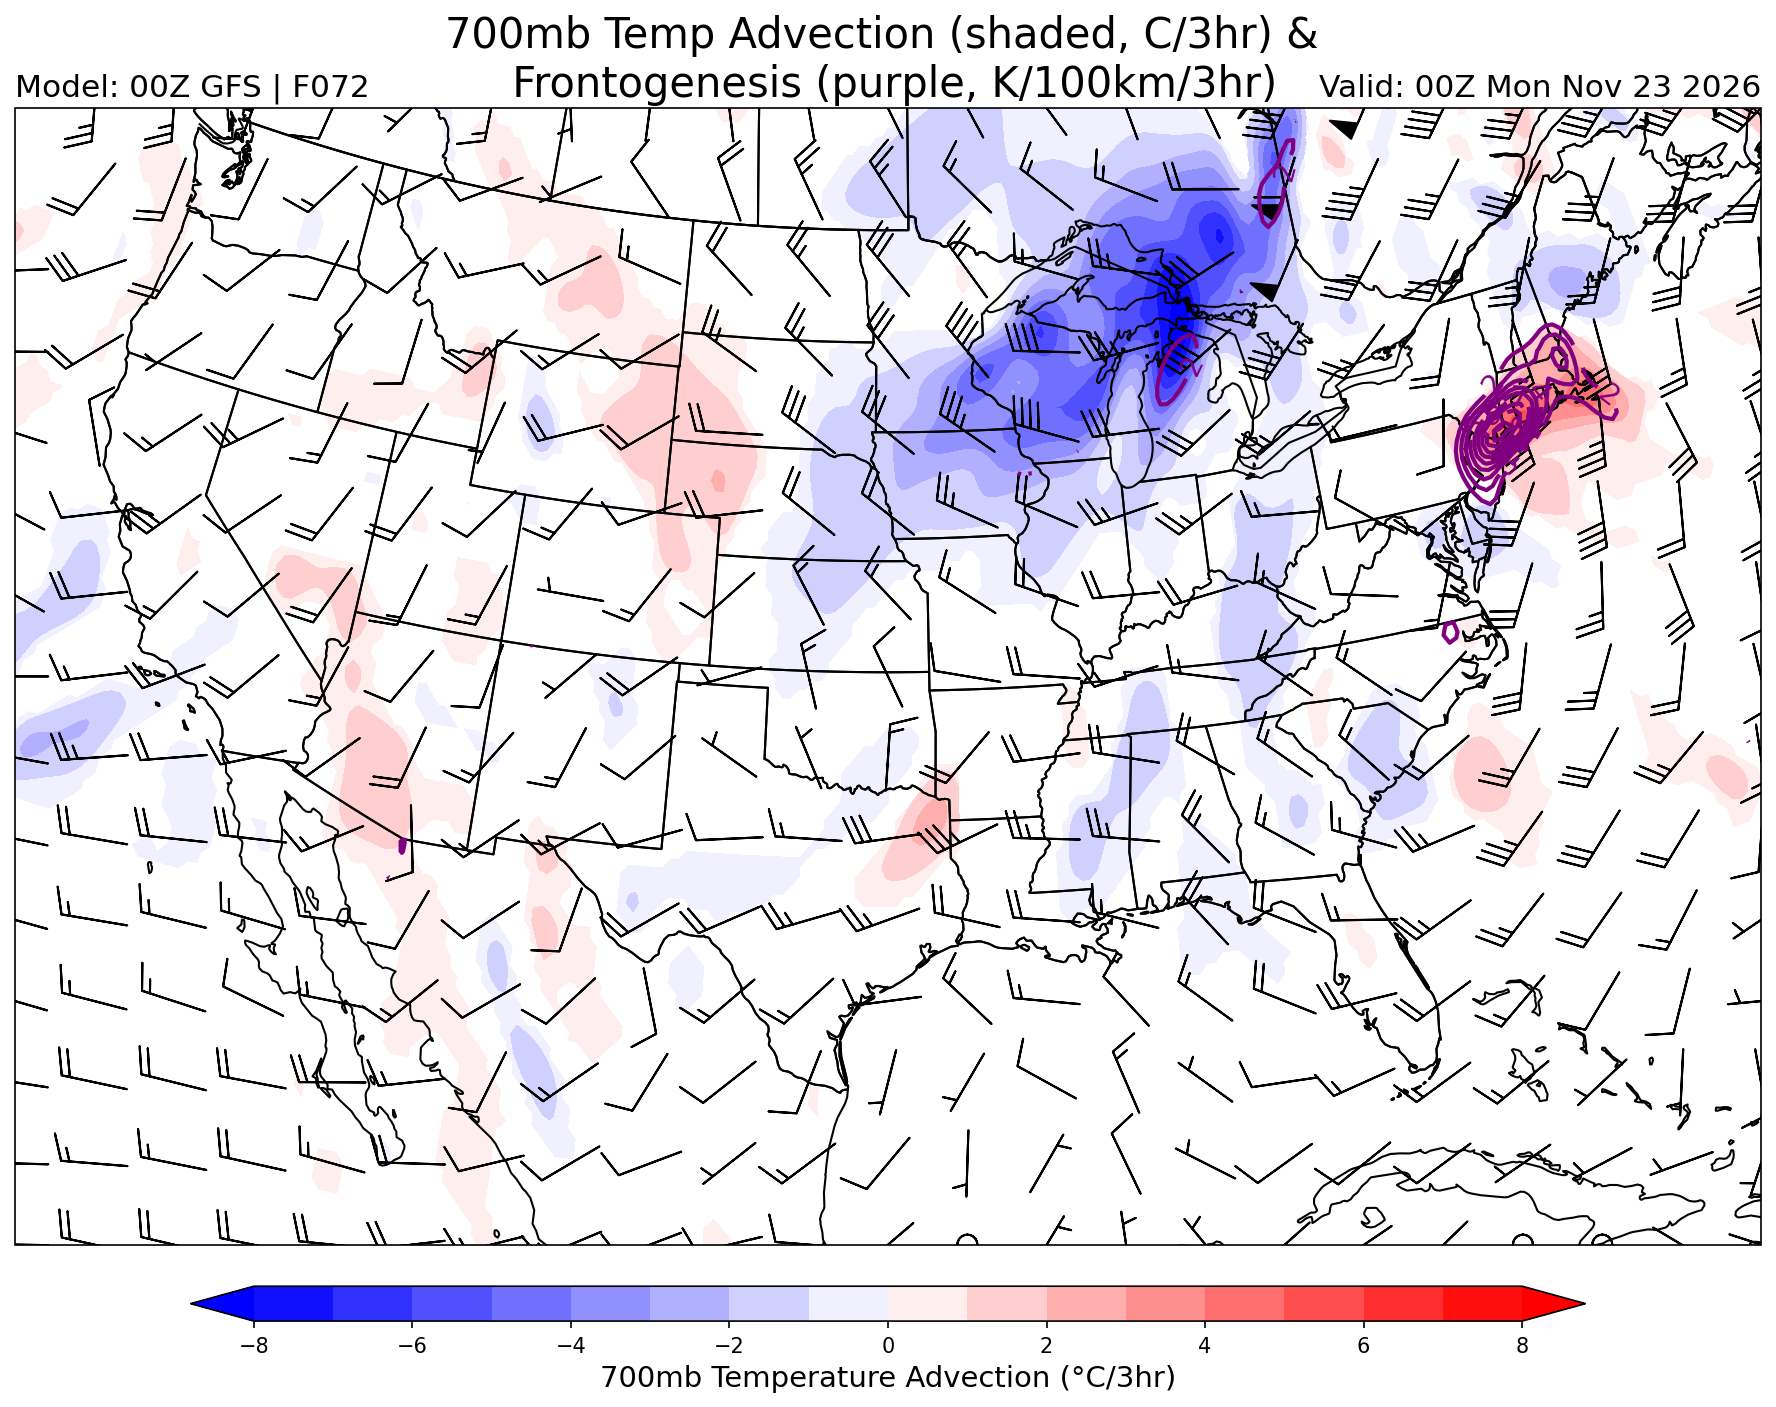 700mb Temp Advection (shaded, C/3hr) &
Model: 00Z GFS | F072
Frontogenesis (purple, K/100km/3hr)
Valid: 00Z Mon Nov 23 2026
−8 −6 −4 −2 0 2 4 6 8
700mb Temperature Advection (°C/3hr)